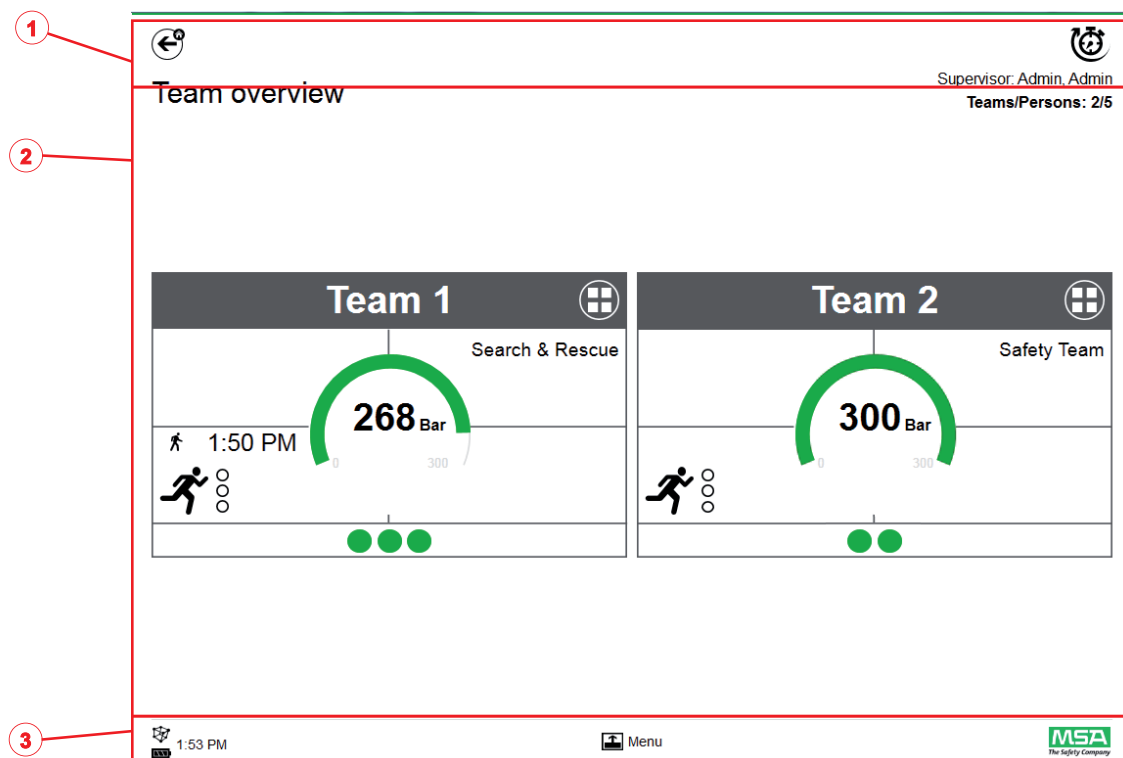 1
Supervisor: Admin, Admin
Team overview
Teams/Persons: 2/5
2
Team 1
Search & Rescue
268 Bar
0
300
1:50 PM
Team 2
Safety Team
300 Bar
0
300
3
1:53 PM
Menu
MSA
The Safety Company